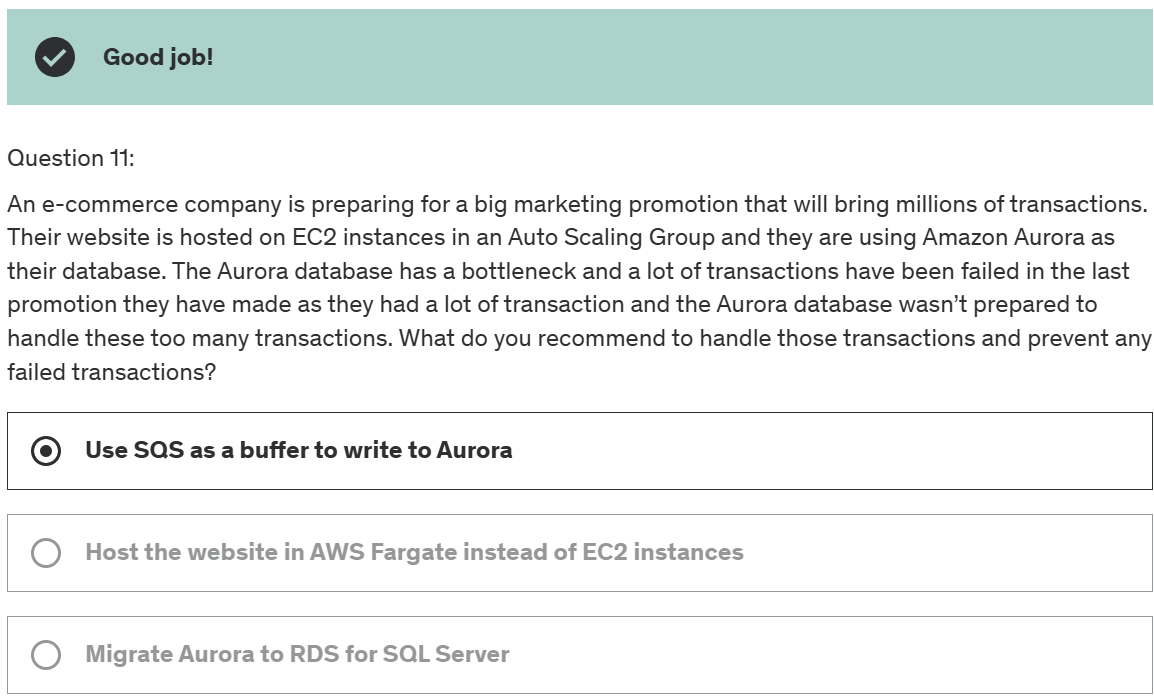 Good job!
Question 11:
An e-commerce company is preparing for a big marketing promotion that will bring millions of transactions.
Their website is hosted on EC2 instances in an Auto Scaling Group and they are using Amazon Aurora as
their database. The Aurora database has a bottleneck and a lot of transactions have been failed in the last
promotion they have made as they had a lot of transaction and the Aurora database wasn’t prepared to
handle these too many transactions. What do you recommend to handle those transactions and prevent any
failed transactions?
Use SQS as a buffer to write to Aurora
Host the website in AWS Fargate instead of EC2 instances
Migrate Aurora to RDS for SQL Server